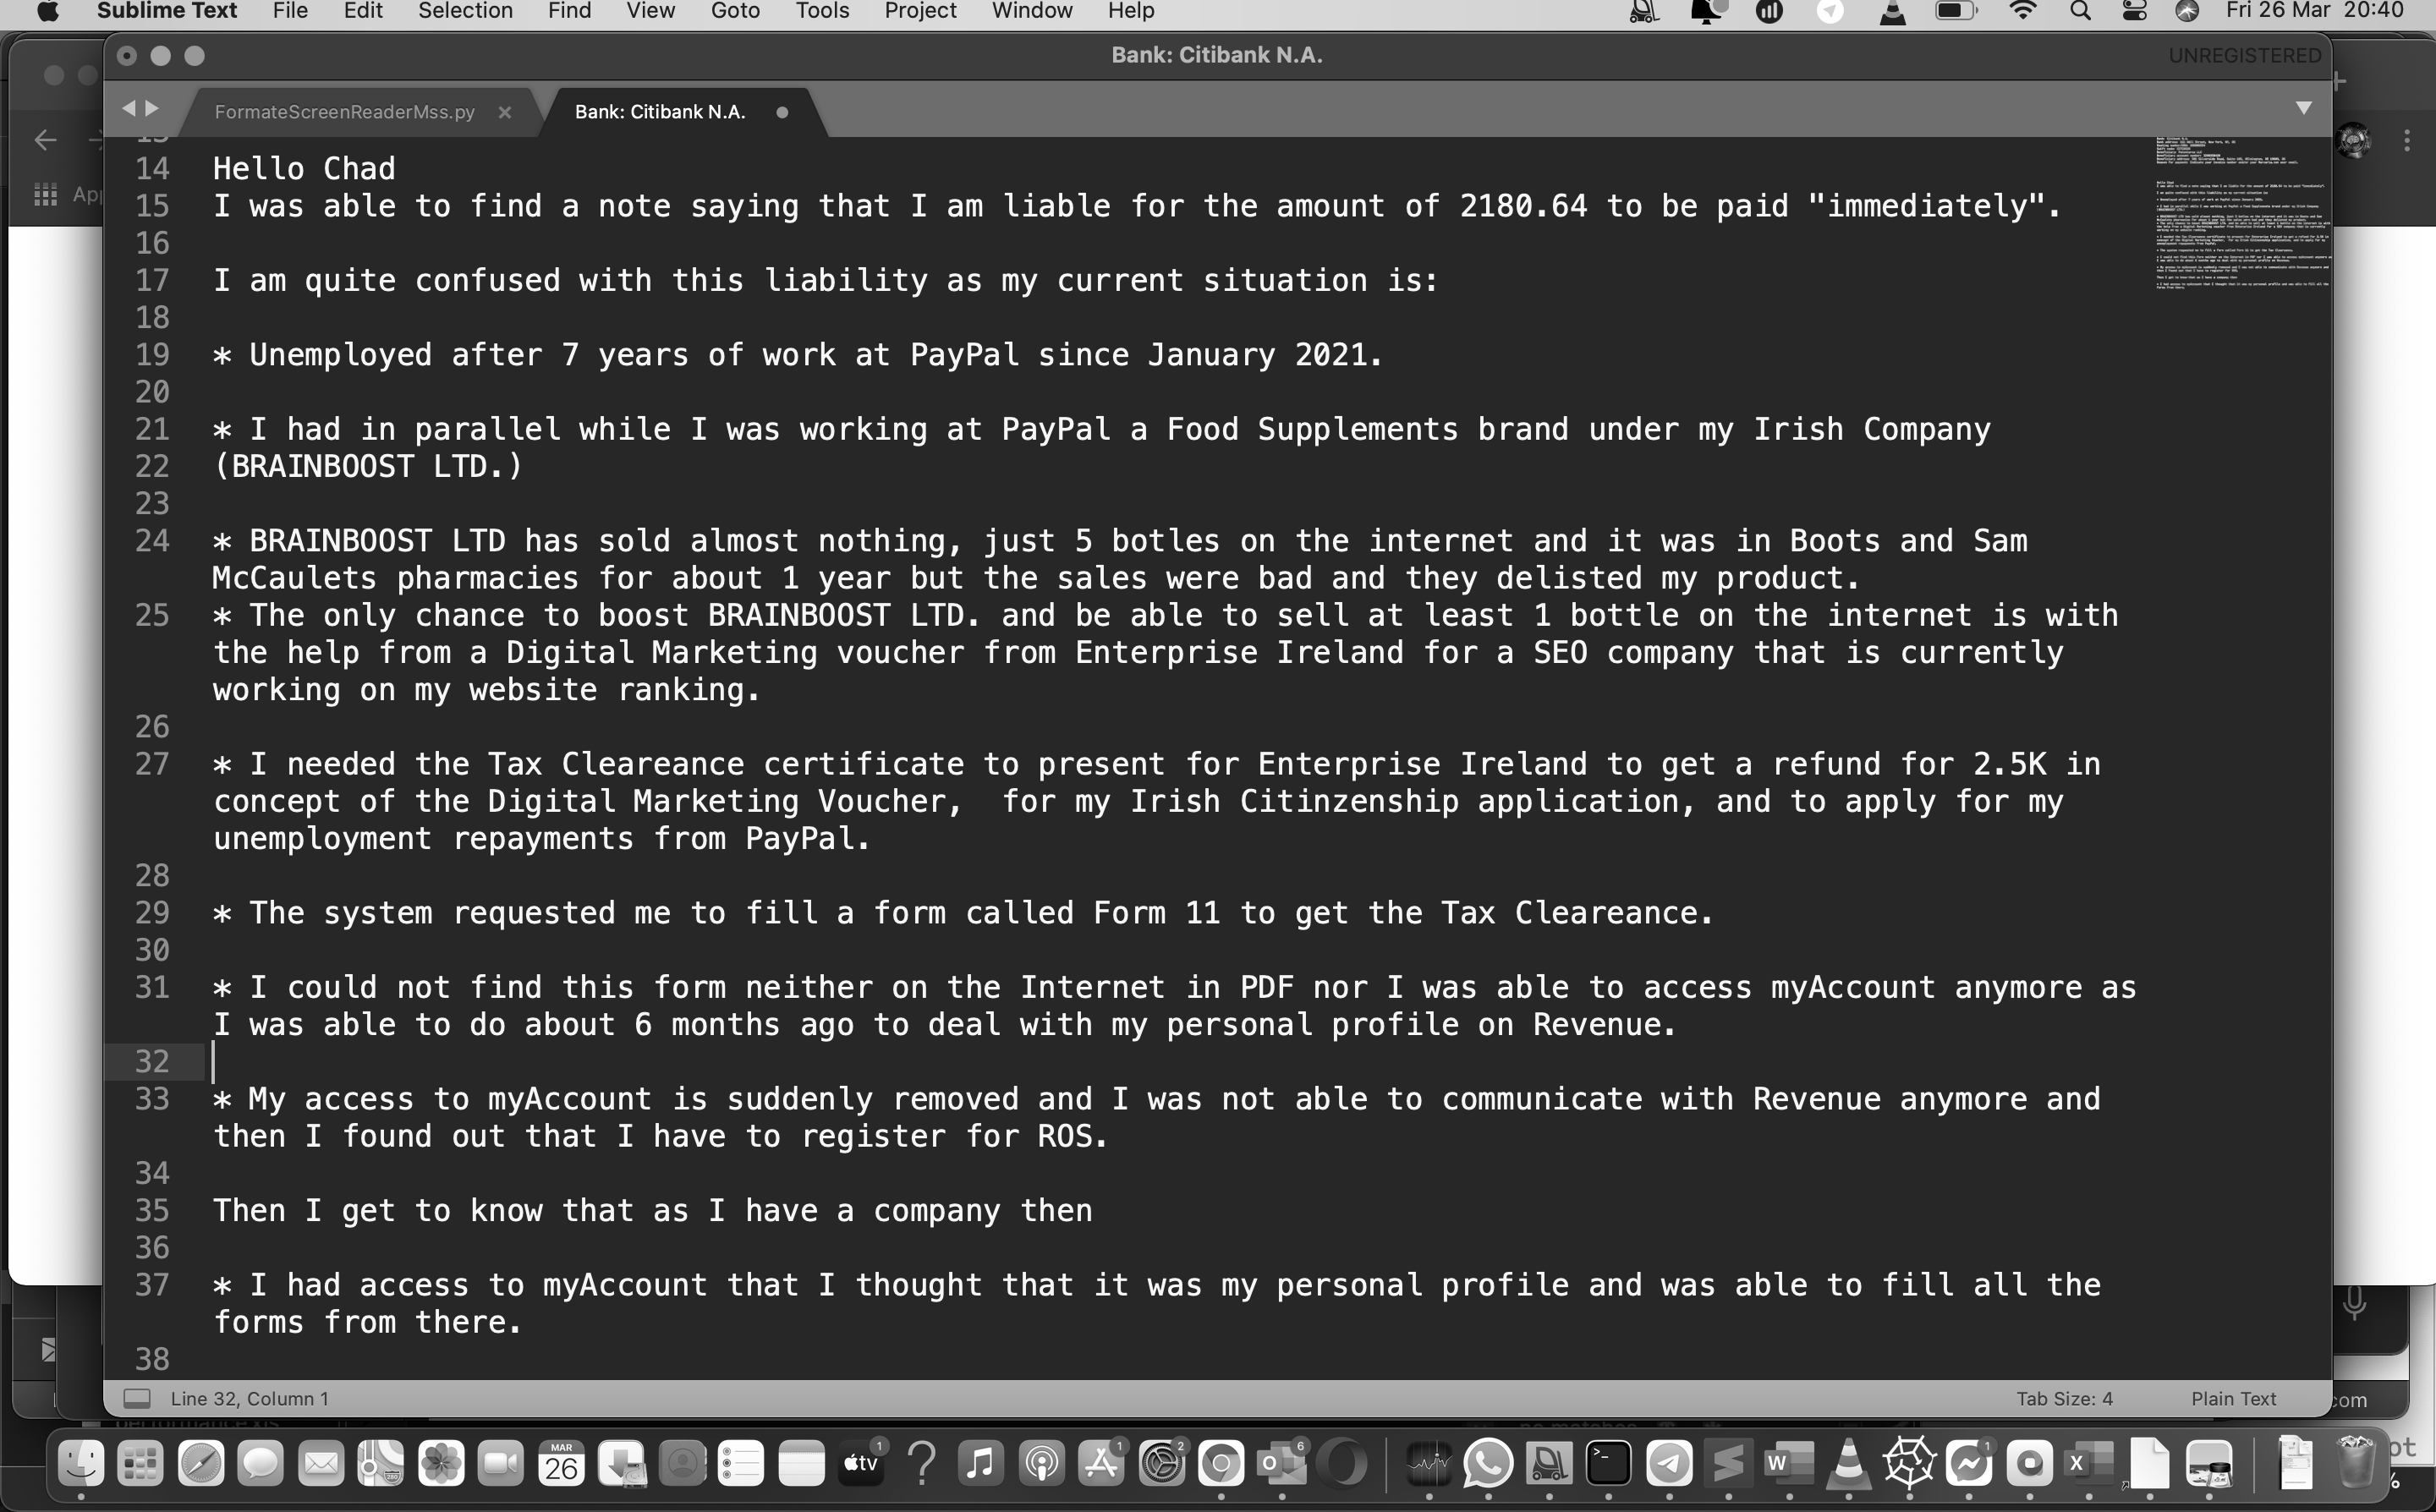 Sublime Text File Edit Selection Find View Goto Tools Project Window Help Fri 26 Mar 20:40
Bank: Citibank N.A. UNREGISTERED
FormateScreenReaderMss.py Bank: Citibank N.A.
14 Hello Chad
15 I was able to find a note saying that I am liable for the amount of 2180.64 to be paid "immediately".
16
17 I am quite confused with this liability as my current situation is:
18
19 * Unemployed after 7 years of work at PayPal since January 2021.
20
21 * I had in parallel while I was working at PayPal a Food Supplements brand under my Irish Company
22 (BRAINBOOST LTD.)
23
24 * BRAINBOOST LTD has sold almost nothing, just 5 botles on the internet and it was in Boots and Sam
McCaulets pharmacies for about 1 year but the sales were bad and they delisted my product.
25 * The only chance to boost BRAINBOOST LTD. and be able to sell at least 1 bottle on the internet is with
the help from a Digital Marketing voucher from Enterprise Ireland for a SEO company that is currently
working on my website ranking.
26
27 * I needed the Tax Cleareance certificate to present for Enterprise Ireland to get a refund for 2.5K in
concept of the Digital Marketing Voucher,  for my Irish Citinzenship application, and to apply for my
unemployment repayments from PayPal.
28
29 * The system requested me to fill a form called Form 11 to get the Tax Cleareance.
30
31 * I could not find this form neither on the Internet in PDF nor I was able to access myAccount anymore as
I was able to do about 6 months ago to deal with my personal profile on Revenue.
32
33 * My access to myAccount is suddenly removed and I was not able to communicate with Revenue anymore and
then I found out that I have to register for ROS.
34
35 Then I get to know that as I have a company then
36
37 * I had access to myAccount that I thought that it was my personal profile and was able to fill all the
forms from there.
38
Line 32, Column 1 Tab Size: 4 Plain Text
MAR
26
tv